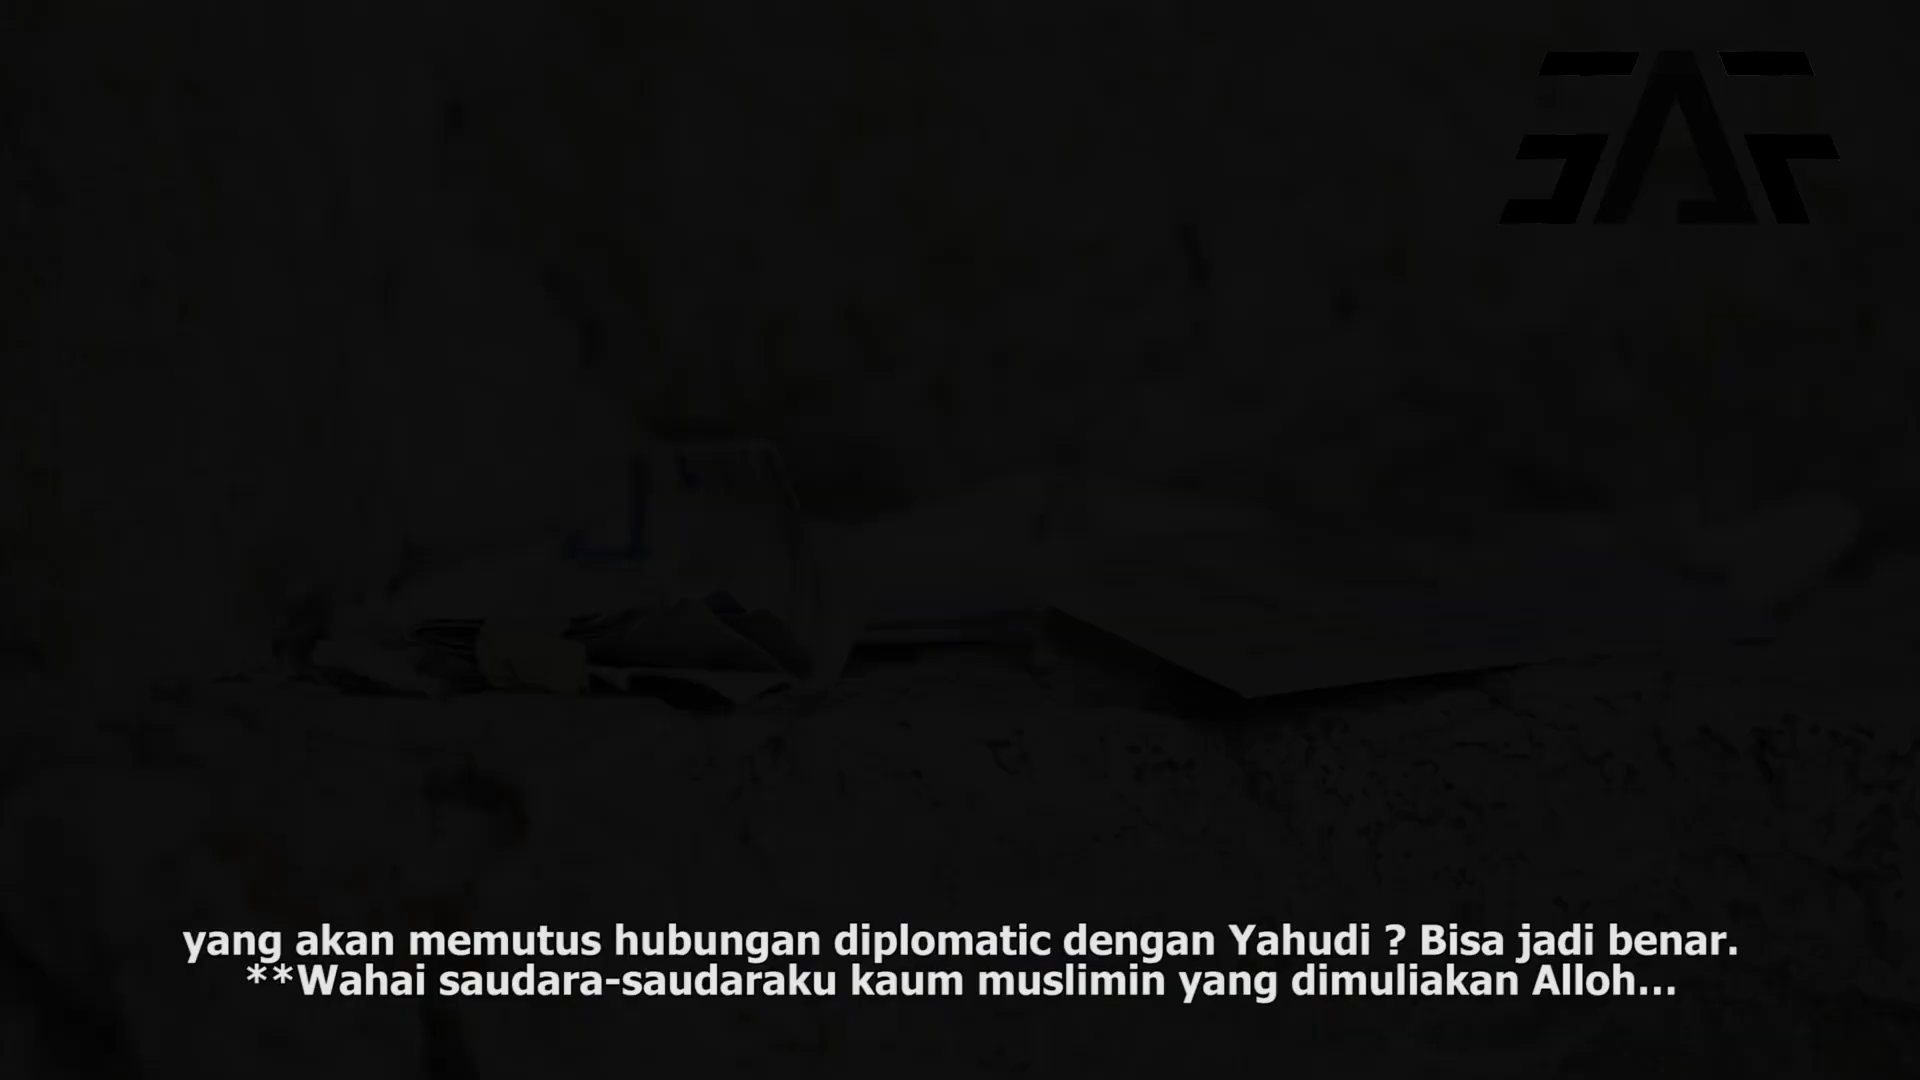 yang akan memutus hubungan diplomatic dengan Yahudi ? Bisa jadi benar.
**Wahai saudara-saudaraku kaum muslimin yang dimuliakan Alloh...